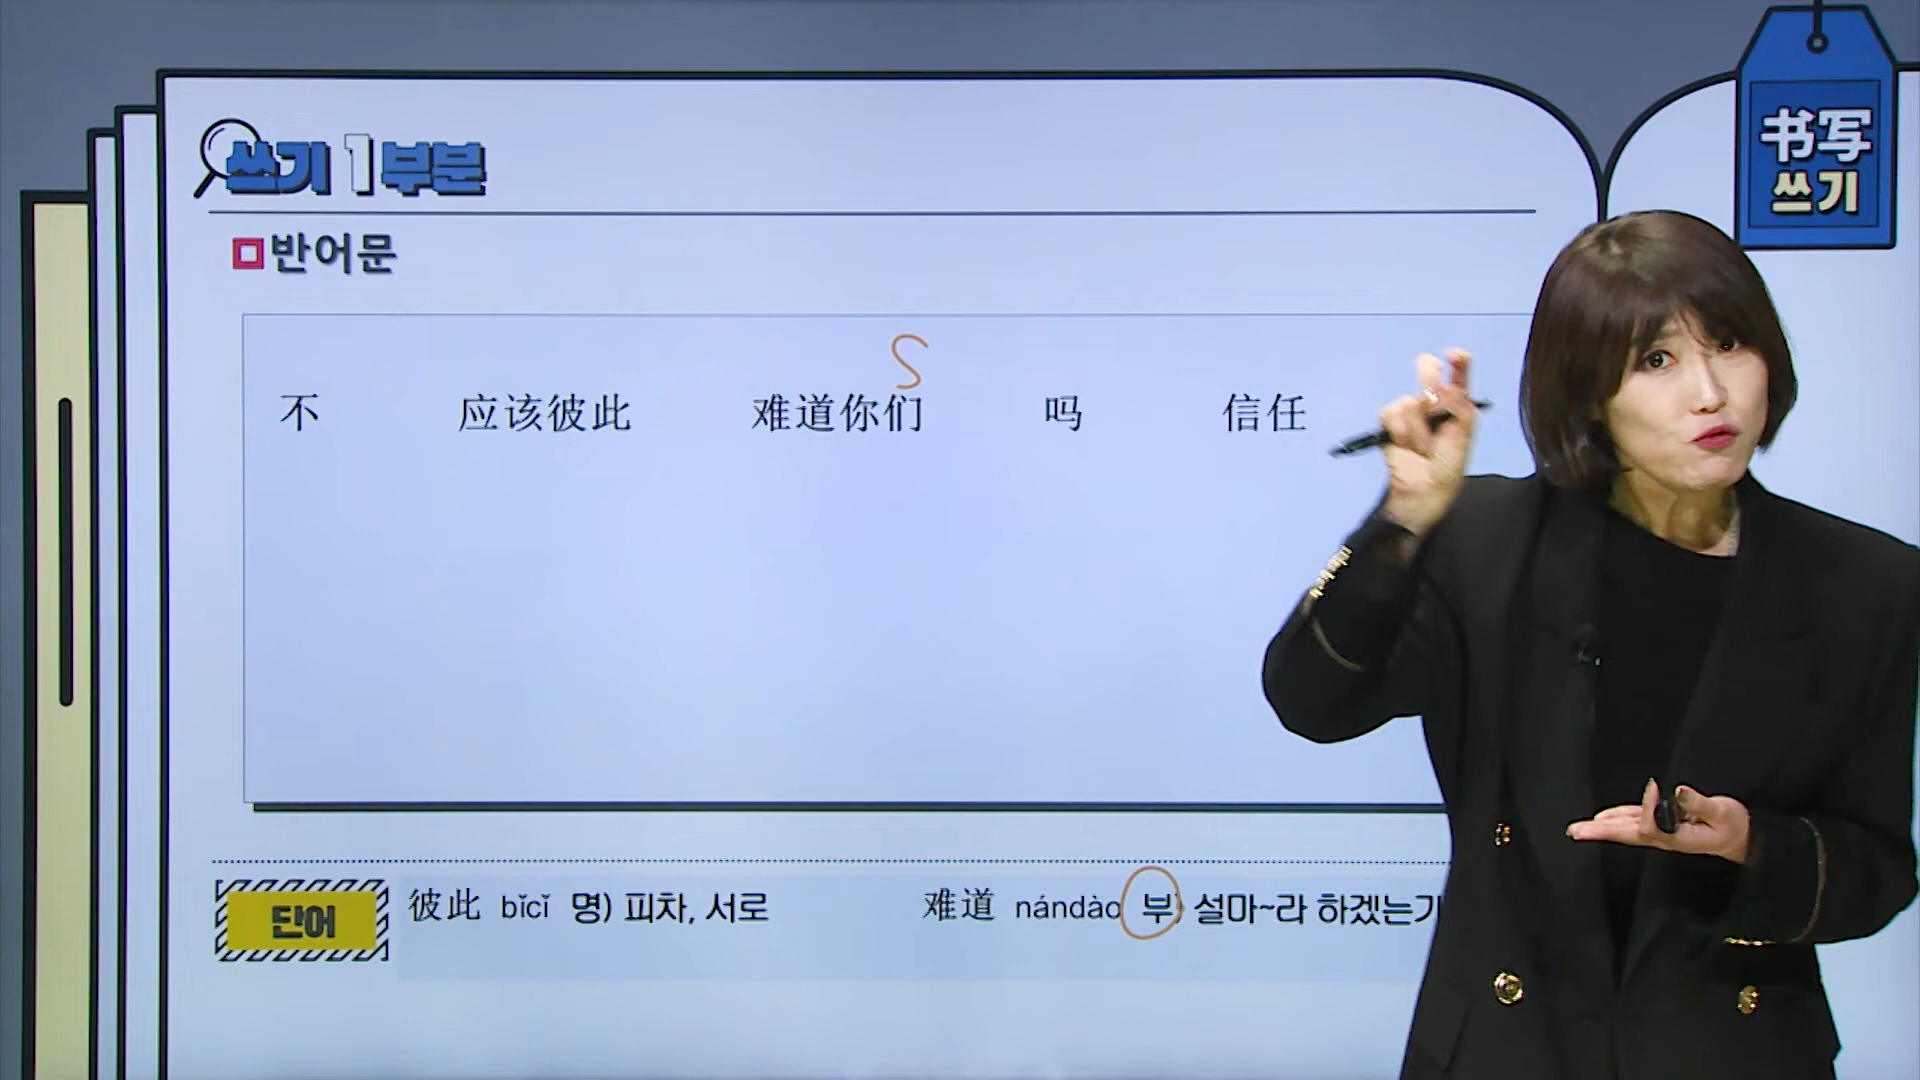 书写
쓰기
쓰기 1 부분
반어문
S
不 应该彼此 难道你们 吗 信任
단어 彼此 bǐcǐ 명) 피차, 서로 难道 nándào 부) 설마~라 하겠는가